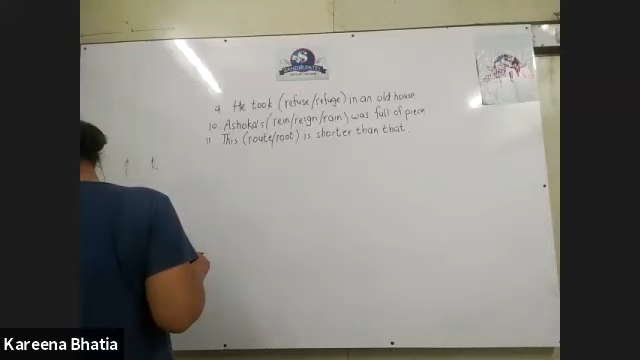 9. He took (refuse/refuge) in an old house.
10. Ashoka's (rein/reign/rain) was full of piece
11 This (route/root) is shorter than that.
Kareena Bhatia